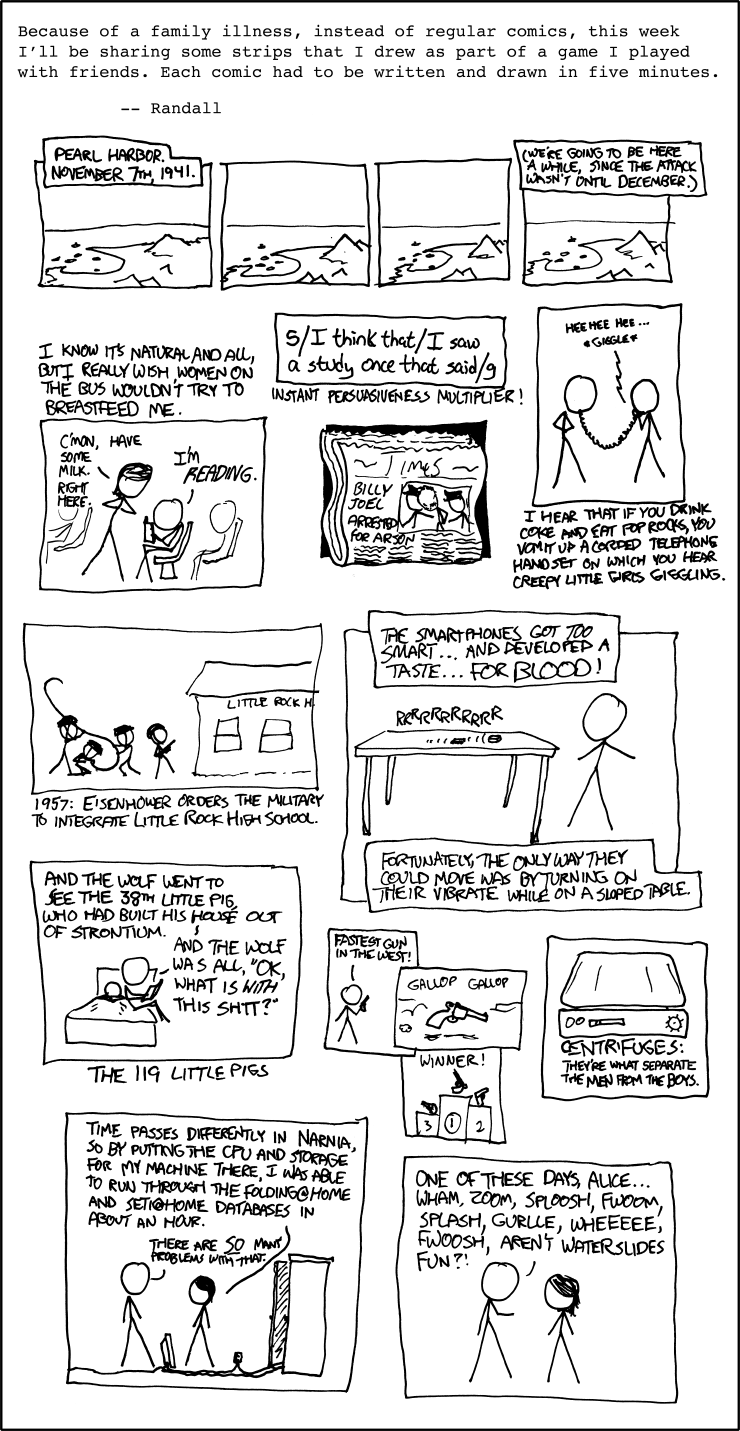 Because of a family illness, instead of regular comics, this week
I'll be sharing some strips that I drew as part of a game I played
with friends. Each comic had to be written and drawn in five minutes.
-- Randall
PEARL HARBOR.
NOVEMBER 7TH, 1941.
(WE'RE GOING TO BE HERE
A WHILE, SINCE THE ATTACK
WASN'T UNTIL DECEMBER.)
I KNOW IT'S NATURAL AND ALL,
BUT I REALLY WISH WOMEN ON
THE BUS WOULDN'T TRY TO
BREASTFEED ME.
C'MON, HAVE
SOME
MILK.
RIGHT
HERE.
I'M
READING.
S/I think that/I saw
a study once that said/g
INSTANT PERSUASIVENESS MULTIPLIER!
TIMES
BILLY
JOEL
ARRESTED
FOR ARSON
HEE HEE HEE...
*GIGGLE*
I HEAR THAT IF YOU DRINK
COKE AND EAT POP ROCKS, YOU
VOMIT UP A CORDED TELEPHONE
HANDSET ON WHICH YOU HEAR
CREEPY LITTLE GIRLS GIGGLING.
LITTLE ROCK H.
1957: EISENHOWER ORDERS THE MILITARY
TO INTEGRATE LITTLE ROCK HIGH SCHOOL.
THE SMARTPHONES GOT TOO
SMART... AND DEVELOPED A
TASTE... FOR BLOOD!
RRRRRRRRRRR
FORTUNATELY, THE ONLY WAY THEY
COULD MOVE WAS BY TURNING ON
THEIR VIBRATE WHILE ON A SLOPED TABLE.
AND THE WOLF WENT TO
SEE THE 38TH LITTLE PIG,
WHO HAD BUILT HIS HOUSE OUT
OF STRONTIUM.
AND THE WOLF
WAS ALL, "OK,
WHAT IS WITH
THIS SHIT?"
THE 119 LITTLE PIGS
FASTEST GUN
IN THE WEST!
GALLOP GALLOP
WINNER!
3 1 2
CENTRIFUGES:
THEY'RE WHAT SEPARATE
THE MEN FROM THE BOYS.
TIME PASSES DIFFERENTLY IN NARNIA,
SO BY PUTTING THE CPU AND STORAGE
FOR MY MACHINE THERE, I WAS ABLE
TO RUN THROUGH THE FOLDING@HOME
AND SETI@HOME DATABASES IN
ABOUT AN HOUR.
THERE ARE SO MANY
PROBLEMS WITH THAT.
ONE OF THESE DAYS, ALICE...
WHAM, ZOOM, SPLOOSH, FWOOM,
SPLASH, GURLLE, WHEEEEE,
FWOOSH, AREN'T WATERSLIDES
FUN?!